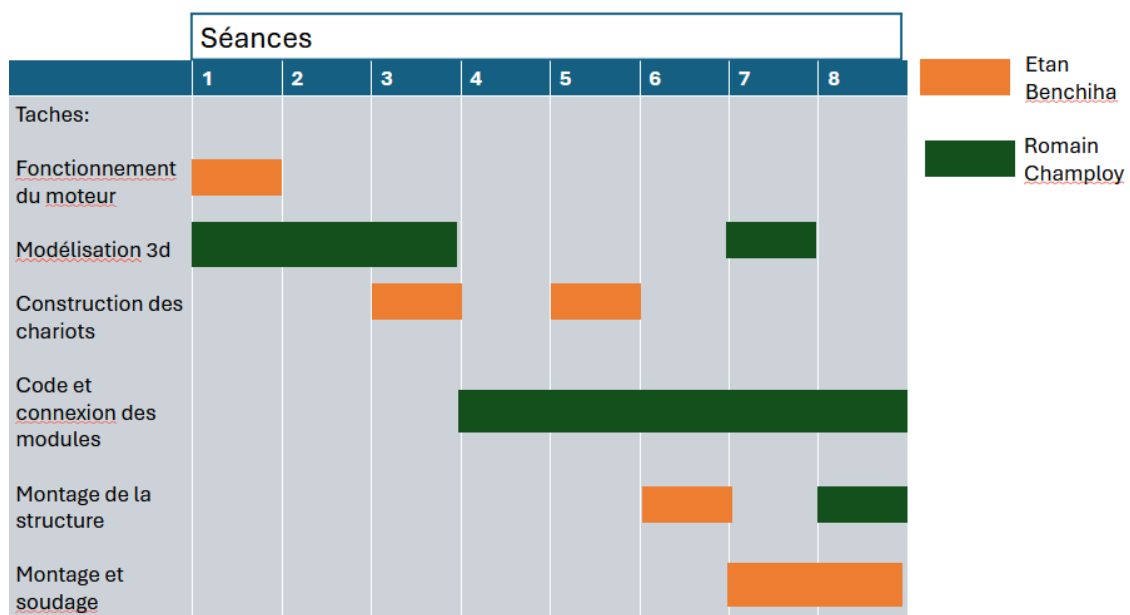 Séances
1 2 3 4 5 6 7 8
Taches:
Fonctionnement
du moteur
Modélisation 3d
Construction des
chariots
Code et
connexion des
modules
Montage de la
structure
Montage et
soudage
Etan
Benchiha
Romain
Champloy